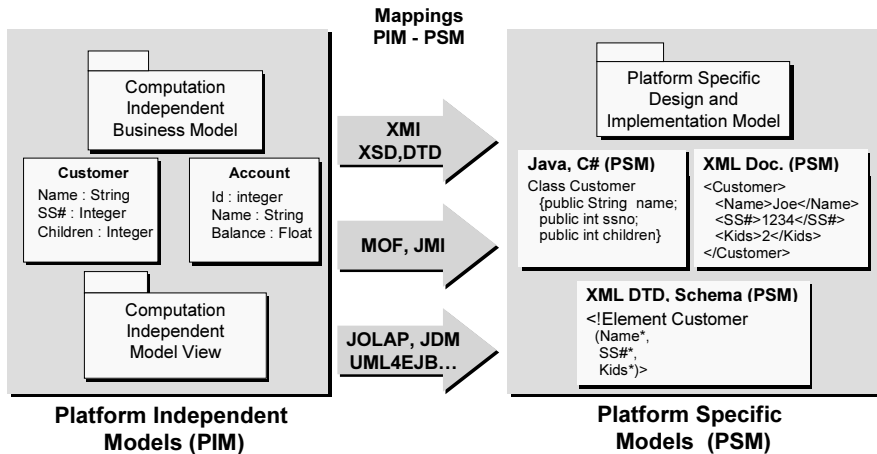 Mappings
PIM - PSM
Computation
Independent
Business Model
Customer
Name : String
SS# : Integer
Children : Integer
Account
Id : integer
Name : String
Balance : Float
Computation
Independent
Model View
Platform Independent
Models (PIM)
XMI
XSD,DTD
MOF, JMI
JOLAP, JDM
UML4EJB…
Platform Specific
Design and
Implementation Model
Java, C# (PSM)
Class Customer
{public String name;
public int ssno;
public int children}
XML Doc. (PSM)
<Customer>
<Name>Joe</Name>
<SS#>1234</SS#>
<Kids>2</Kids>
</Customer>
XML DTD, Schema (PSM)
<!Element Customer
(Name*,
SS#*,
Kids*)>
Platform Specific
Models (PSM)